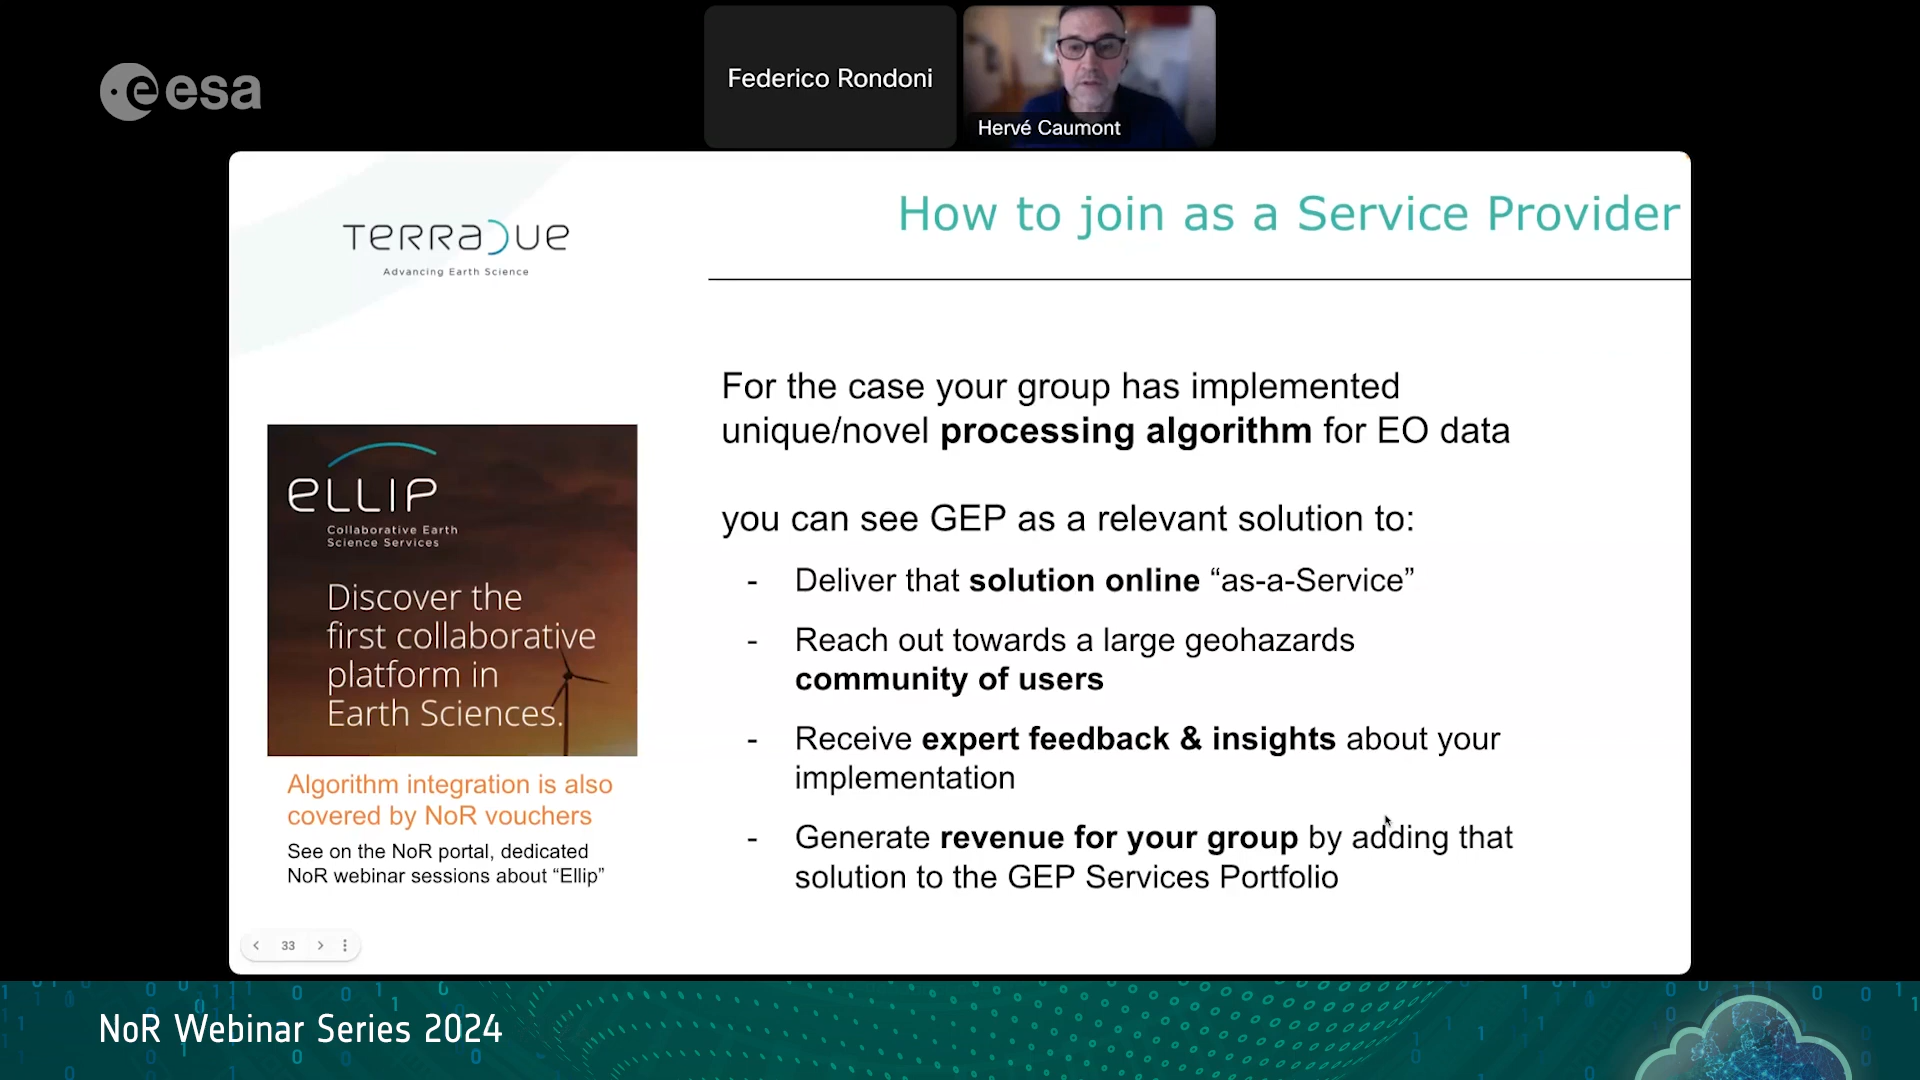 esa
Federico Rondoni
Hervé Caumont
TERRADUE
Advancing Earth Science
How to join as a Service Provider
For the case your group has implemented
unique/novel processing algorithm for EO data
you can see GEP as a relevant solution to:
- Deliver that solution online “as-a-Service”
- Reach out towards a large geohazards
community of users
- Receive expert feedback & insights about your
implementation
- Generate revenue for your group by adding that
solution to the GEP Services Portfolio
eLLIP
Collaborative Earth
Science Services
Discover the
first collaborative
platform in
Earth Sciences.
Algorithm integration is also
covered by NoR vouchers
See on the NoR portal, dedicated
NoR webinar sessions about “Ellip”
33
NoR Webinar Series 2024